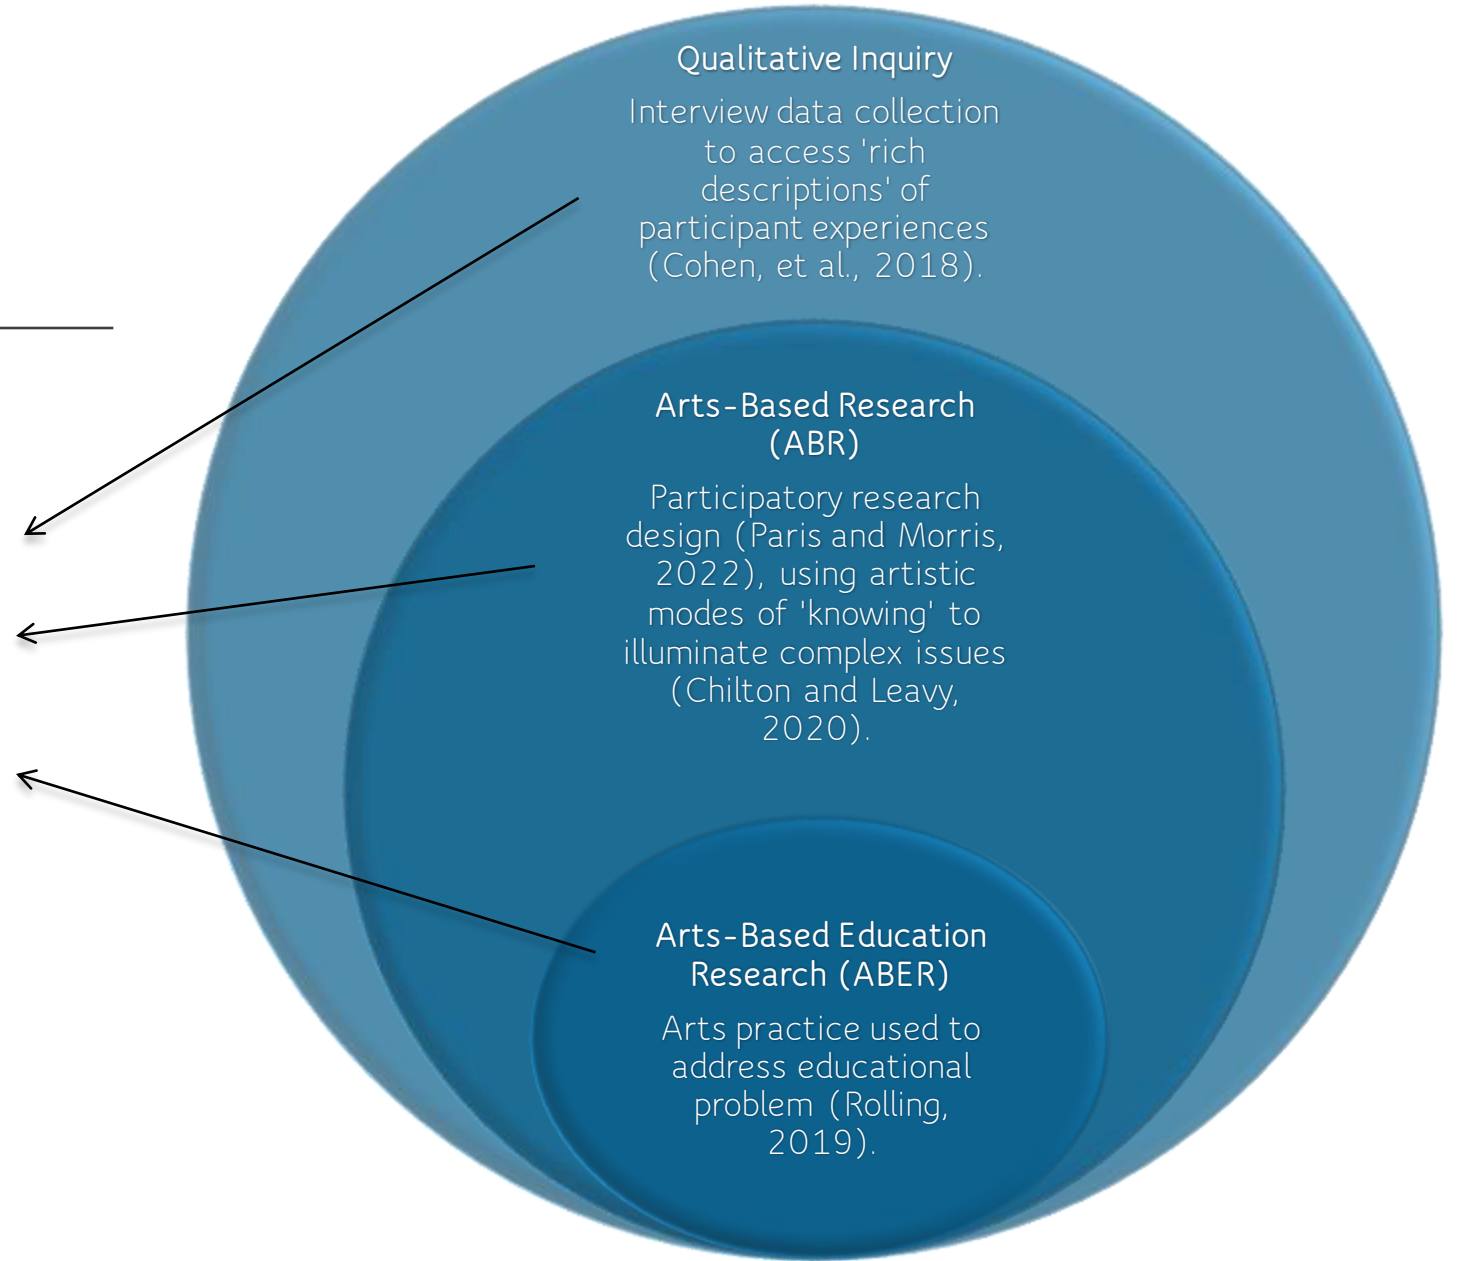 Qualitative Inquiry
Interview data collection
to access 'rich
descriptions' of
participant experiences
(Cohen, et al., 2018).
Arts-Based Research
(ABR)
Participatory research
design (Paris and Morris,
2022), using artistic
modes of 'knowing' to
illuminate complex issues
(Chilton and Leavy,
2020).
Arts-Based Education
Research (ABER)
Arts practice used to
address educational
problem (Rolling,
2019).